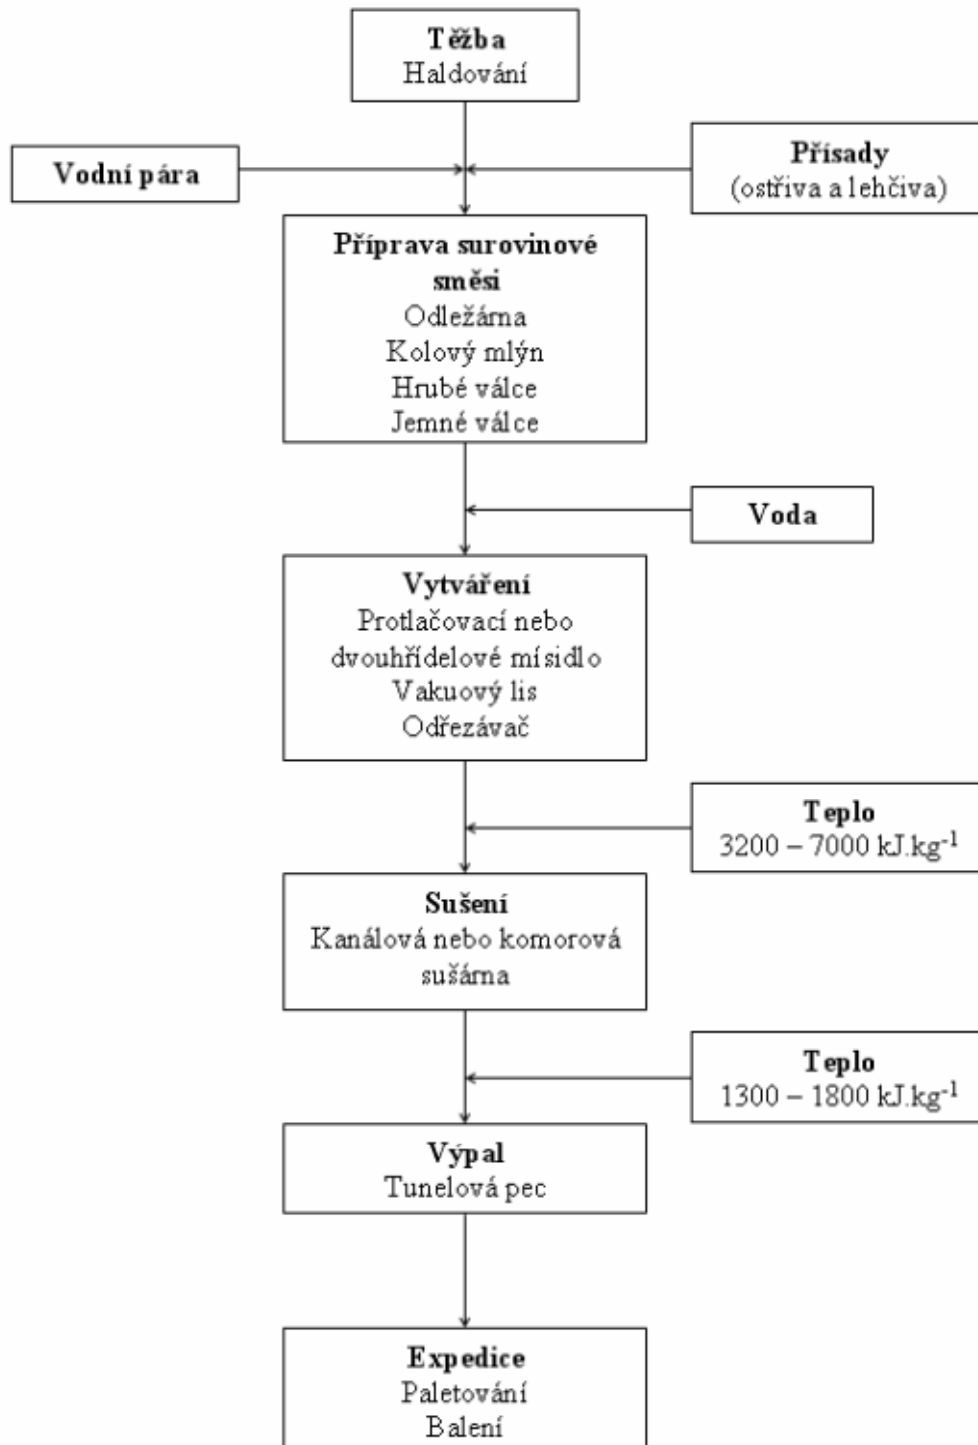 Těžba
Haldování
Vodní pára
Přísady
(ostřiva a lehčiva)
Příprava surovinové
směsi
Odležárna
Kolový mlýn
Hrubé válce
Jemné válce
Voda
Vytváření
Protlačovací nebo
dvouhřídelové mísidlo
Vakuový lis
Odřezávač
Teplo
3200 – 7000 kJ.kg⁻¹
Sušení
Kanálová nebo komorová
sušárna
Teplo
1300 – 1800 kJ.kg⁻¹
Výpal
Tunelová pec
Expedice
Paletování
Balení